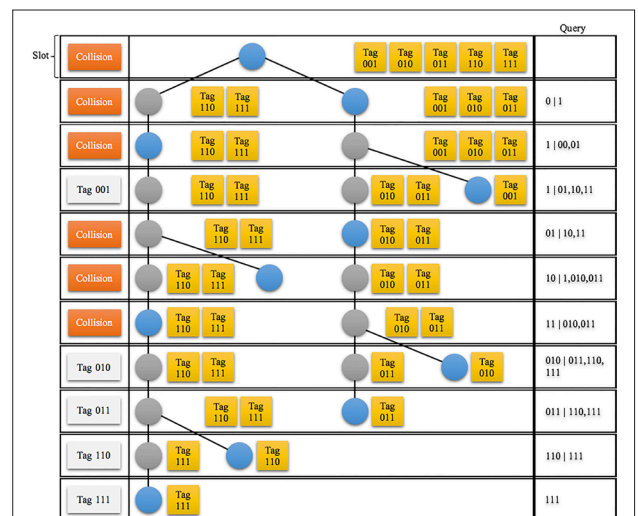 Query
Slot
Collision
Tag 001
Tag 010
Tag 011
Tag 110
Tag 111
Collision
Tag 110
Tag 111
Tag 001
Tag 010
Tag 011
0 | 1
Collision
Tag 110
Tag 111
Tag 001
Tag 010
Tag 011
1 | 00,01
Tag 001
Tag 110
Tag 111
Tag 010
Tag 011
Tag 001
1 | 01,10,11
Collision
Tag 110
Tag 111
Tag 010
Tag 011
01 | 10,11
Collision
Tag 110
Tag 111
Tag 010
Tag 011
10 | 1,010,011
Collision
Tag 110
Tag 111
Tag 010
Tag 011
11 | 010,011
Tag 010
Tag 110
Tag 111
Tag 011
Tag 010
010 | 011,110,
111
Tag 011
Tag 110
Tag 111
Tag 011
011 | 110,111
Tag 110
Tag 111
Tag 110
110 | 111
Tag 111
Tag 111
111